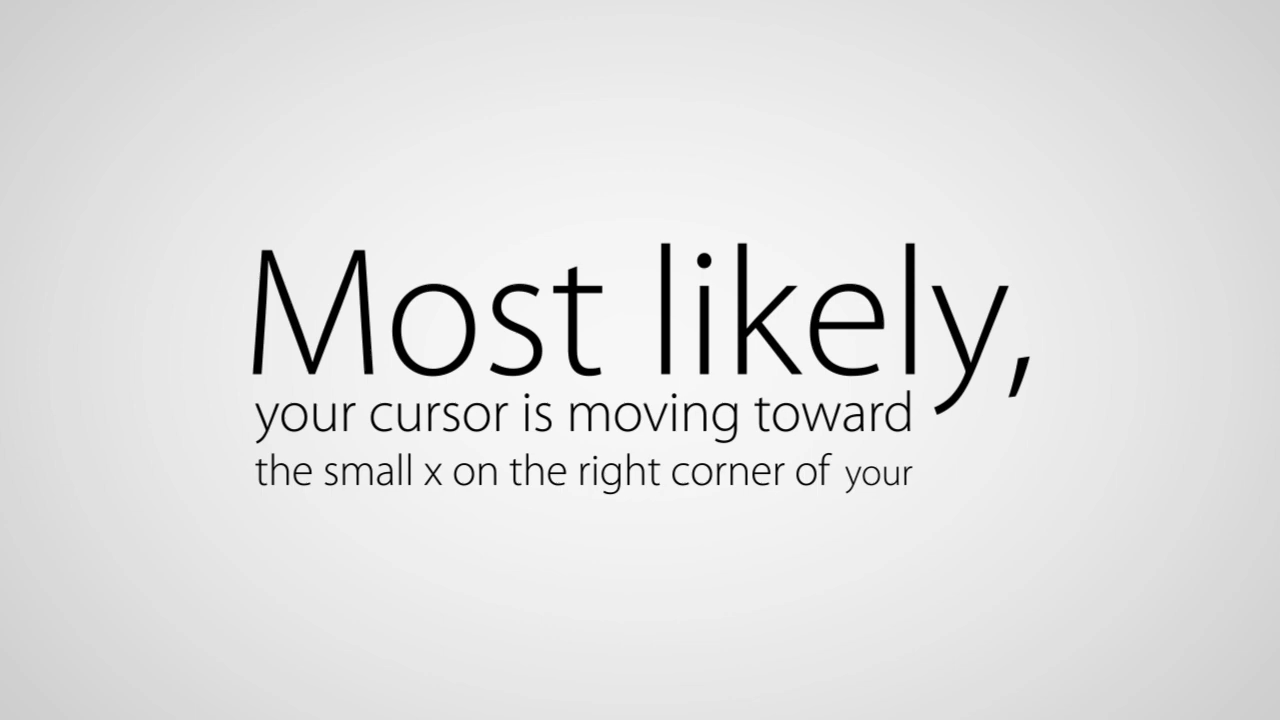 Most likely,
your cursor is moving toward
the small x on the right corner of your